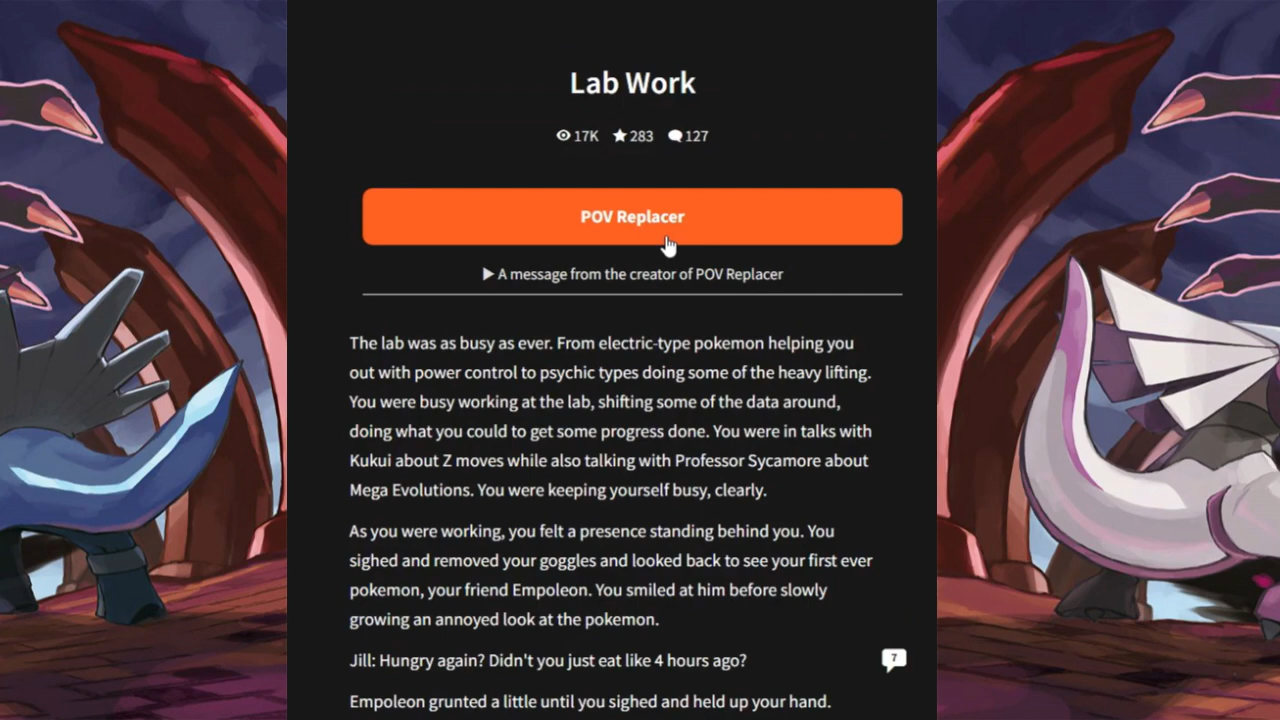 Lab Work
17K 283 127
POV Replacer
▶ A message from the creator of POV Replacer
The lab was as busy as ever. From electric-type pokemon helping you
out with power control to psychic types doing some of the heavy lifting.
You were busy working at the lab, shifting some of the data around,
doing what you could to get some progress done. You were in talks with
Kukui about Z moves while also talking with Professor Sycamore about
Mega Evolutions. You were keeping yourself busy, clearly.
As you were working, you felt a presence standing behind you. You
sighed and removed your goggles and looked back to see your first ever
pokemon, your friend Empoleon. You smiled at him before slowly
growing an annoyed look at the pokemon.
Jill: Hungry again? Didn't you just eat like 4 hours ago?
7
Empoleon grunted a little until you sighed and held up your hand.